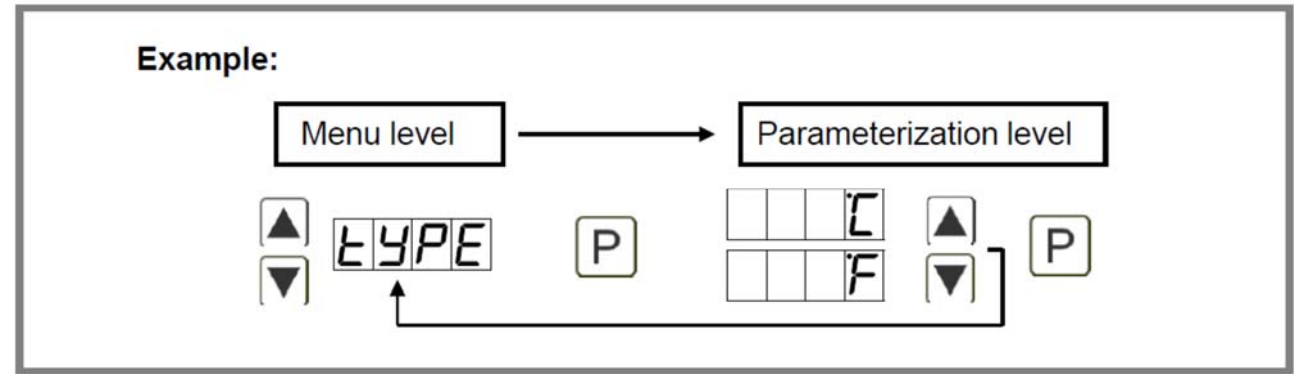 Example:
Menu level
Parameterization level
tYPE
P
°C
°F
P